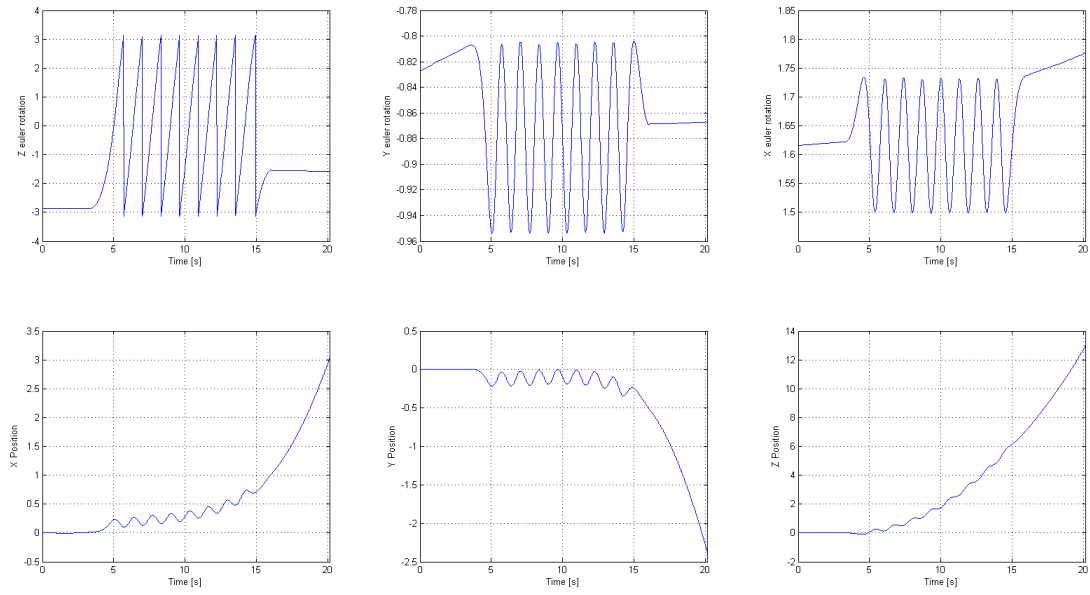 4
3
2
1
0
-1
-2
-3
-4
Z euler rotation
0 5 10 15 20
Time [s]
-0.78
-0.8
-0.82
-0.84
-0.86
-0.88
-0.9
-0.92
-0.94
-0.96
Y euler rotation
0 5 10 15 20
Time [s]
1.85
1.8
1.75
1.7
1.65
1.6
1.55
1.5
1.45
X euler rotation
0 5 10 15 20
Time [s]
3.5
3
2.5
2
1.5
1
0.5
0
-0.5
X Position
0 5 10 15 20
Time [s]
0.5
0
-0.5
-1
-1.5
-2
-2.5
Y Position
0 5 10 15 20
Time [s]
14
12
10
8
6
4
2
0
-2
Z Position
0 5 10 15 20
Time [s]